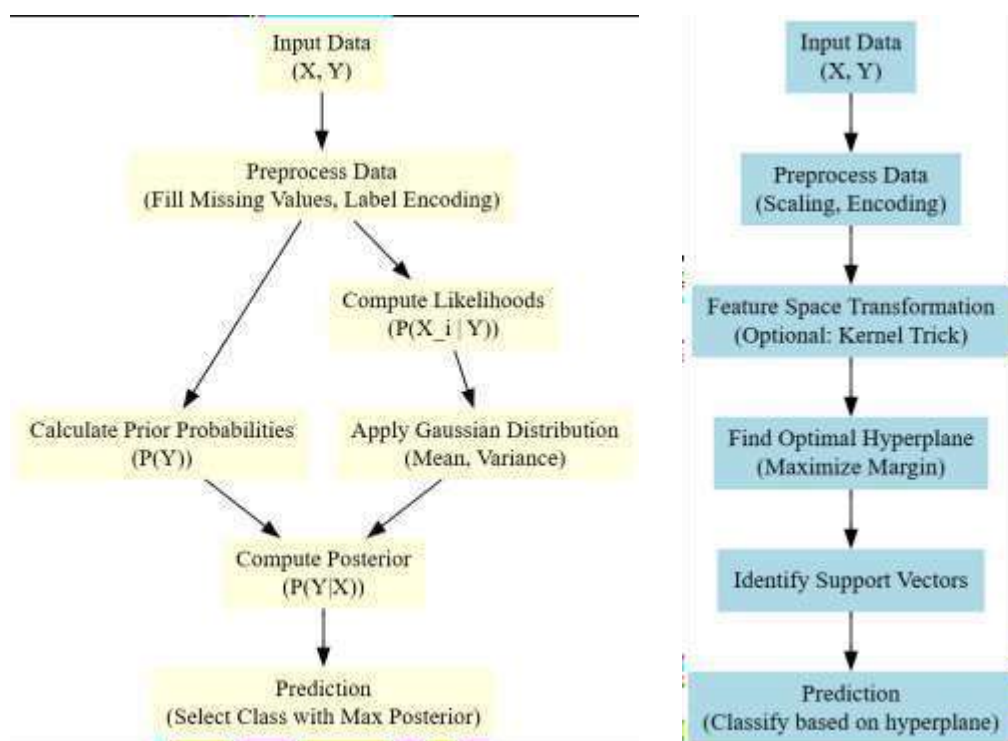 Input Data
(X, Y)
Preprocess Data
(Fill Missing Values, Label Encoding)
Compute Likelihoods
(P(X_i | Y))
Calculate Prior Probabilities
(P(Y))
Apply Gaussian Distribution
(Mean, Variance)
Compute Posterior
(P(Y|X))
Prediction
(Select Class with Max Posterior)
Input Data
(X, Y)
Preprocess Data
(Scaling, Encoding)
Feature Space Transformation
(Optional: Kernel Trick)
Find Optimal Hyperplane
(Maximize Margin)
Identify Support Vectors
Prediction
(Classify based on hyperplane)